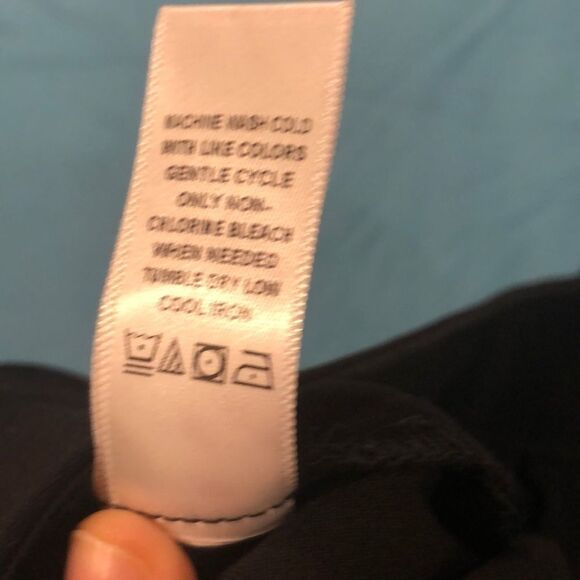 MACHINE WASH COLD
WITH LIKE COLORS
GENTLE CYCLE
ONLY NON-
CHLORINE BLEACH
WHEN NEEDED
TUMBLE DRY LOW
COOL IRON